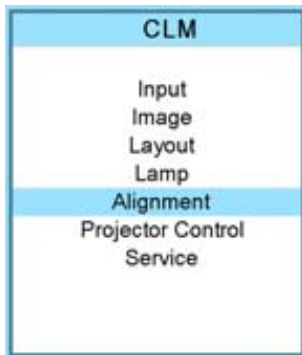 CLM
Input
Image
Layout
Lamp
Alignment
Projector Control
Service